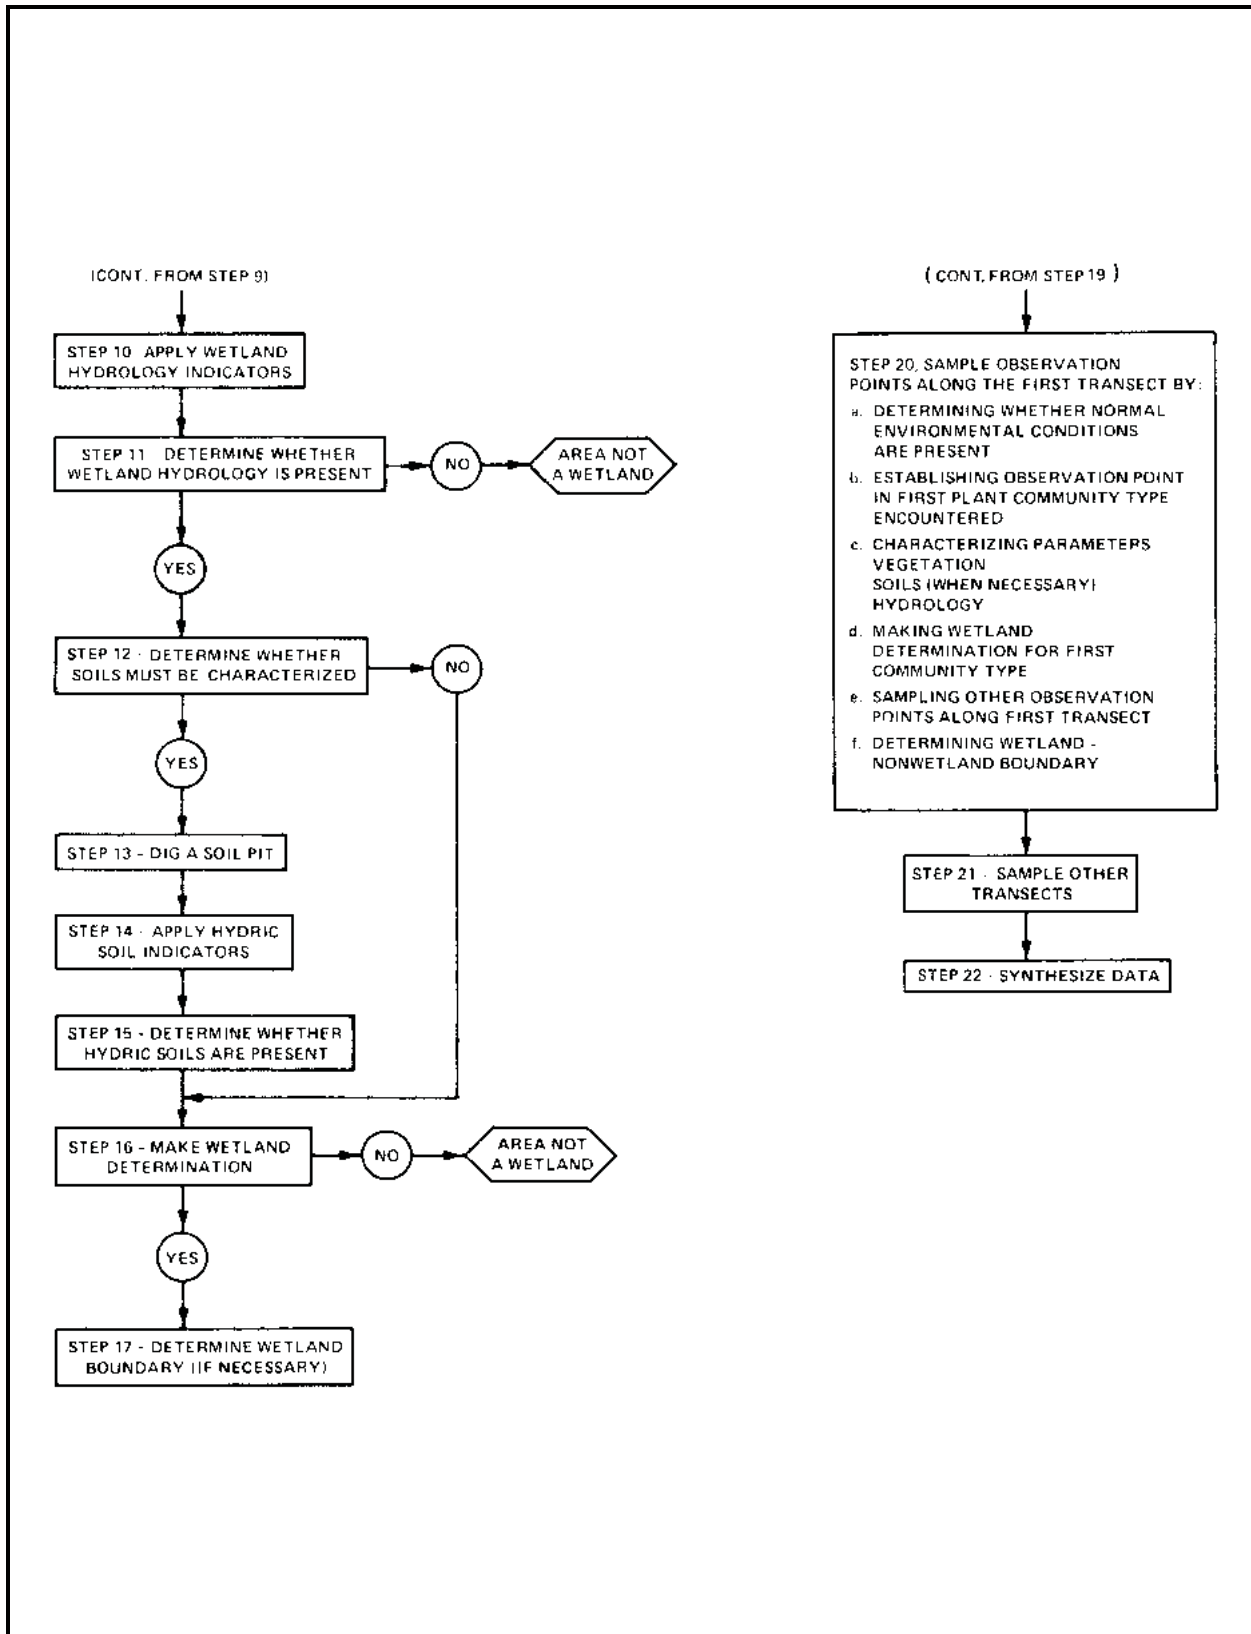 (CONT. FROM STEP 9)
STEP 10 APPLY WETLAND
HYDROLOGY INDICATORS
STEP 11 - DETERMINE WHETHER
WETLAND HYDROLOGY IS PRESENT
NO
AREA NOT
A WETLAND
YES
STEP 12 - DETERMINE WHETHER
SOILS MUST BE CHARACTERIZED
NO
YES
STEP 13 - DIG A SOIL PIT
STEP 14 - APPLY HYDRIC
SOIL INDICATORS
STEP 15 - DETERMINE WHETHER
HYDRIC SOILS ARE PRESENT
STEP 16 - MAKE WETLAND
DETERMINATION
NO
AREA NOT
A WETLAND
YES
STEP 17 - DETERMINE WETLAND
BOUNDARY (IF NECESSARY)
( CONT, FROM STEP 19 )
STEP 20, SAMPLE OBSERVATION
POINTS ALONG THE FIRST TRANSECT BY:
a. DETERMINING WHETHER NORMAL
ENVIRONMENTAL CONDITIONS
ARE PRESENT
b. ESTABLISHING OBSERVATION POINT
IN FIRST PLANT COMMUNITY TYPE
ENCOUNTERED
c. CHARACTERIZING PARAMETERS
VEGETATION
SOILS (WHEN NECESSARY)
HYDROLOGY
d. MAKING WETLAND
DETERMINATION FOR FIRST
COMMUNITY TYPE
e. SAMPLING OTHER OBSERVATION
POINTS ALONG FIRST TRANSECT
f. DETERMINING WETLAND -
NONWETLAND BOUNDARY
STEP 21 - SAMPLE OTHER
TRANSECTS
STEP 22 - SYNTHESIZE DATA